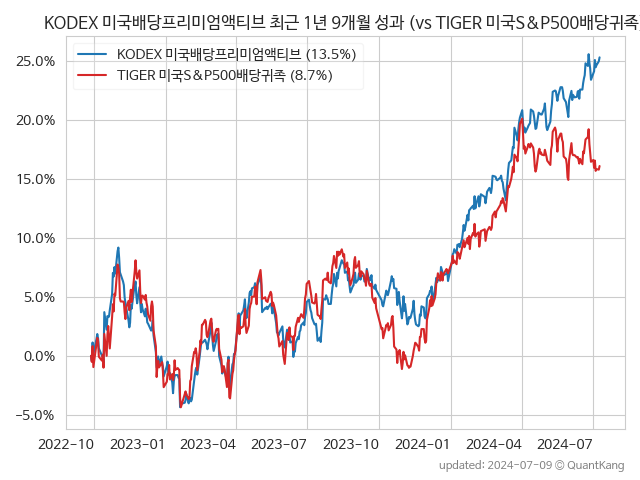 KODEX 미국배당프리미엄액티브 최근 1년 9개월 성과 (vs TIGER 미국S&P500배당귀족
KODEX 미국배당프리미엄액티브 (13.5%)
TIGER 미국S&P500배당귀족 (8.7%)
25.0%
20.0%
15.0%
10.0%
5.0%
0.0%
−5.0%
2022-10 2023-01 2023-04 2023-07 2023-10 2024-01 2024-04 2024-07
updated: 2024-07-09 © QuantKang